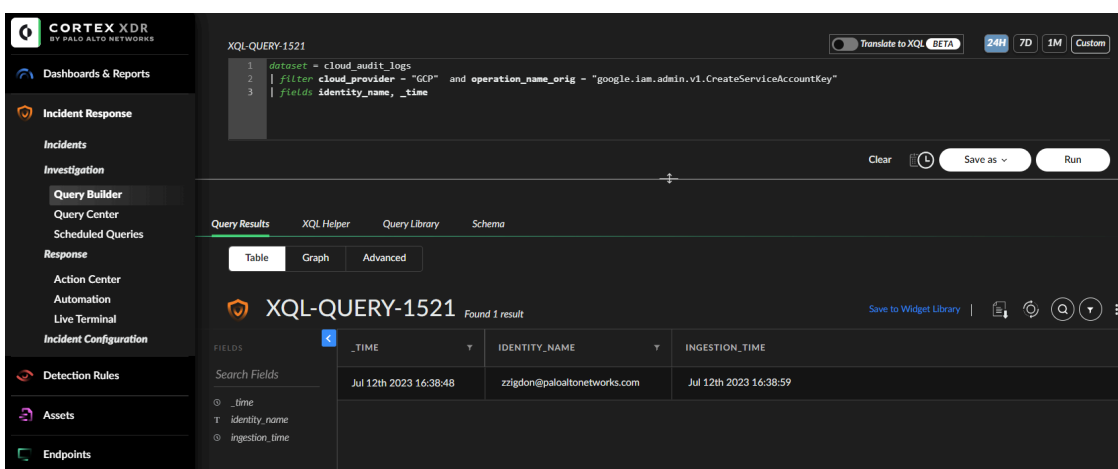 CORTEX XDR
BY PALO ALTO NETWORKS
Dashboards & Reports
Incident Response
Incidents
Investigation
Query Builder
Query Center
Scheduled Queries
Response
Action Center
Automation
Live Terminal
Incident Configuration
Detection Rules
Assets
Endpoints
XQL-QUERY-1521
Translate to XQL BETA
24H 7D 1M Custom
1 dataset = cloud_audit_logs
2 | filter cloud_provider = "GCP" and operation_name_orig = "google.iam.admin.v1.CreateServiceAccountKey"
3 | fields identity_name, _time
Clear Save as Run
Query Results XQL Helper Query Library Schema
Table Graph Advanced
XQL-QUERY-1521 Found 1 result
Save to Widget Library |
FIELDS
Search Fields
_time
T identity_name
ingestion_time
_TIME IDENTITY_NAME INGESTION_TIME
Jul 12th 2023 16:38:48 zzigdon@paloaltonetworks.com Jul 12th 2023 16:38:59